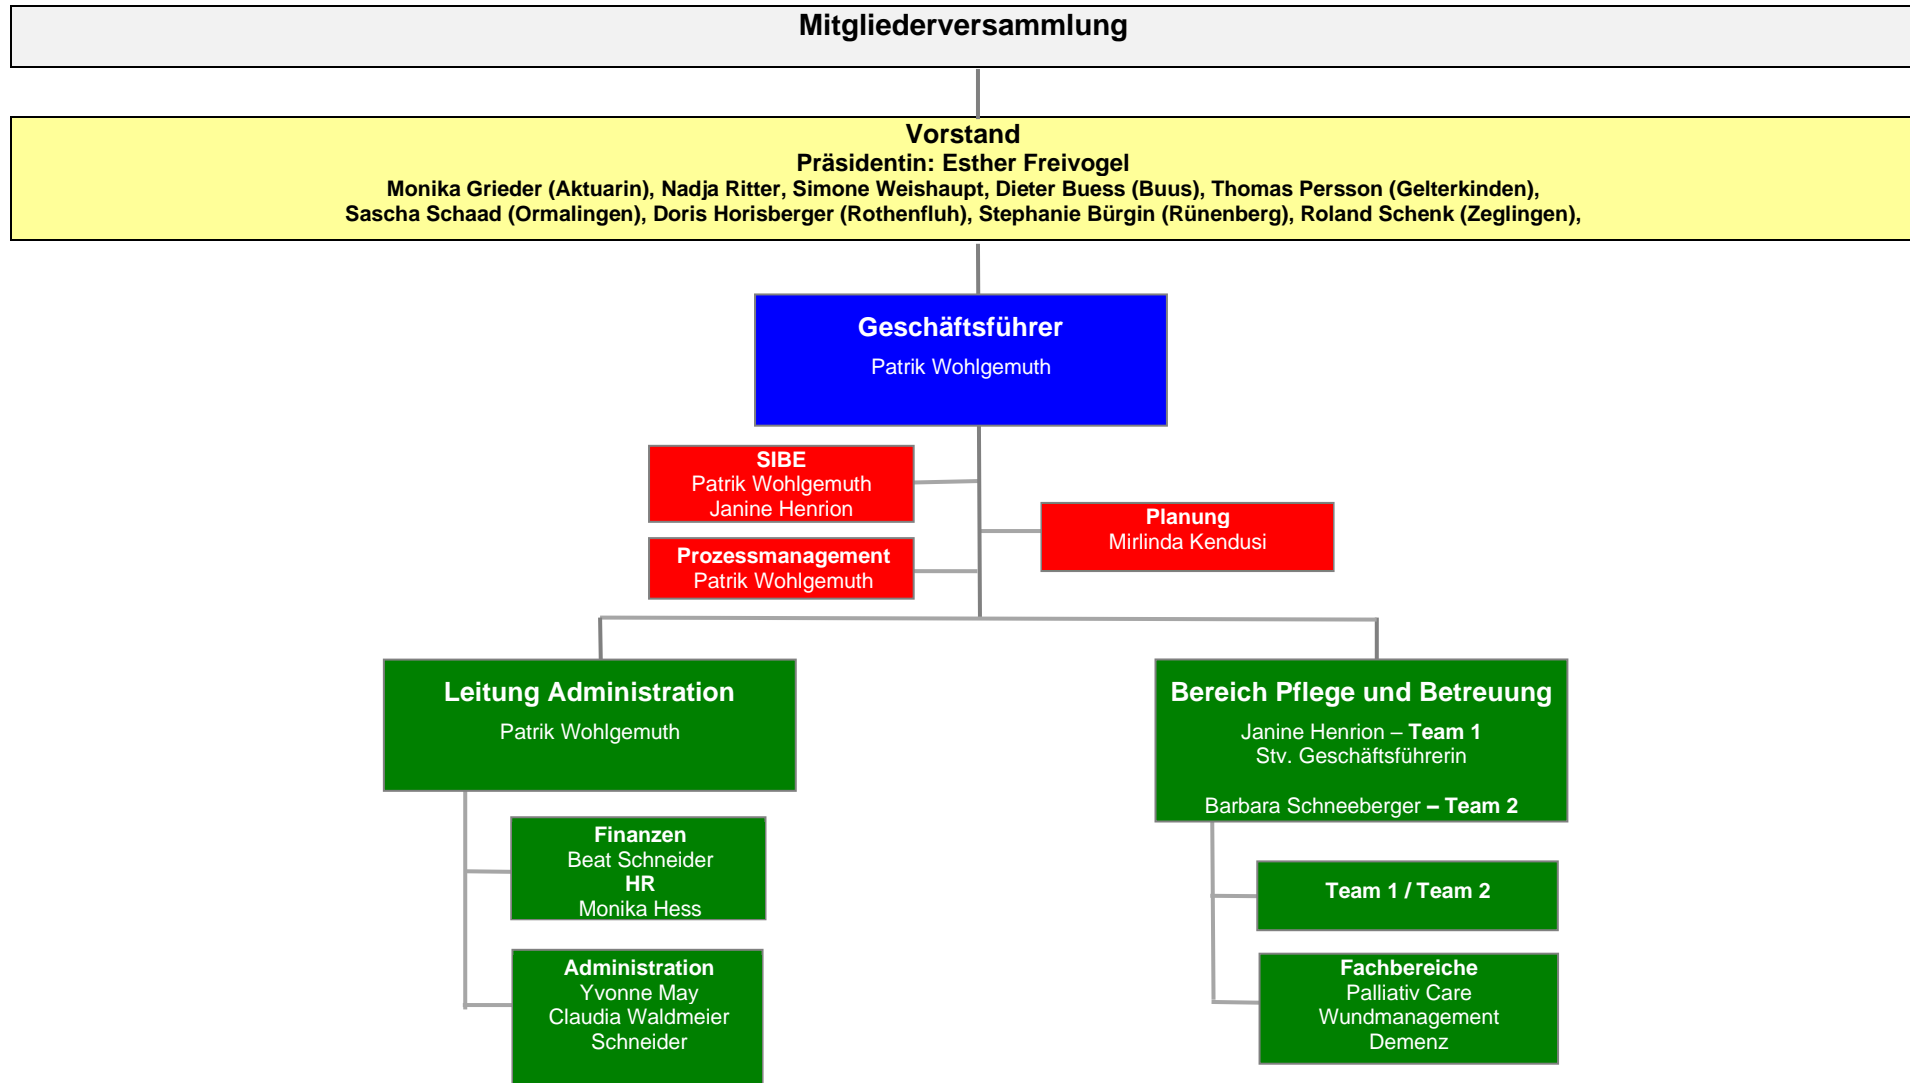 Mitgliederversammlung
Vorstand
Präsidentin: Esther Freivogel
Monika Grieder (Aktuarin), Nadja Ritter, Simone Weishaupt, Dieter Buess (Buus), Thomas Persson (Gelterkinden),
Sascha Schaad (Ormalingen), Doris Horisberger (Rothenfluh), Stephanie Bürgin (Rünenberg), Roland Schenk (Zeglingen),
Geschäftsführer
Patrik Wohlgemuth
SIBE
Patrik Wohlgemuth
Janine Henrion
Planung
Mirlinda Kendusi
Prozessmanagement
Patrik Wohlgemuth
Leitung Administration
Patrik Wohlgemuth
Finanzen
Beat Schneider
HR
Monika Hess
Administration
Yvonne May
Claudia Waldmeier
Schneider
Bereich Pflege und Betreuung
Janine Henrion – Team 1
Stv. Geschäftsführerin
Barbara Schneeberger – Team 2
Team 1 / Team 2
Fachbereiche
Palliativ Care
Wundmanagement
Demenz